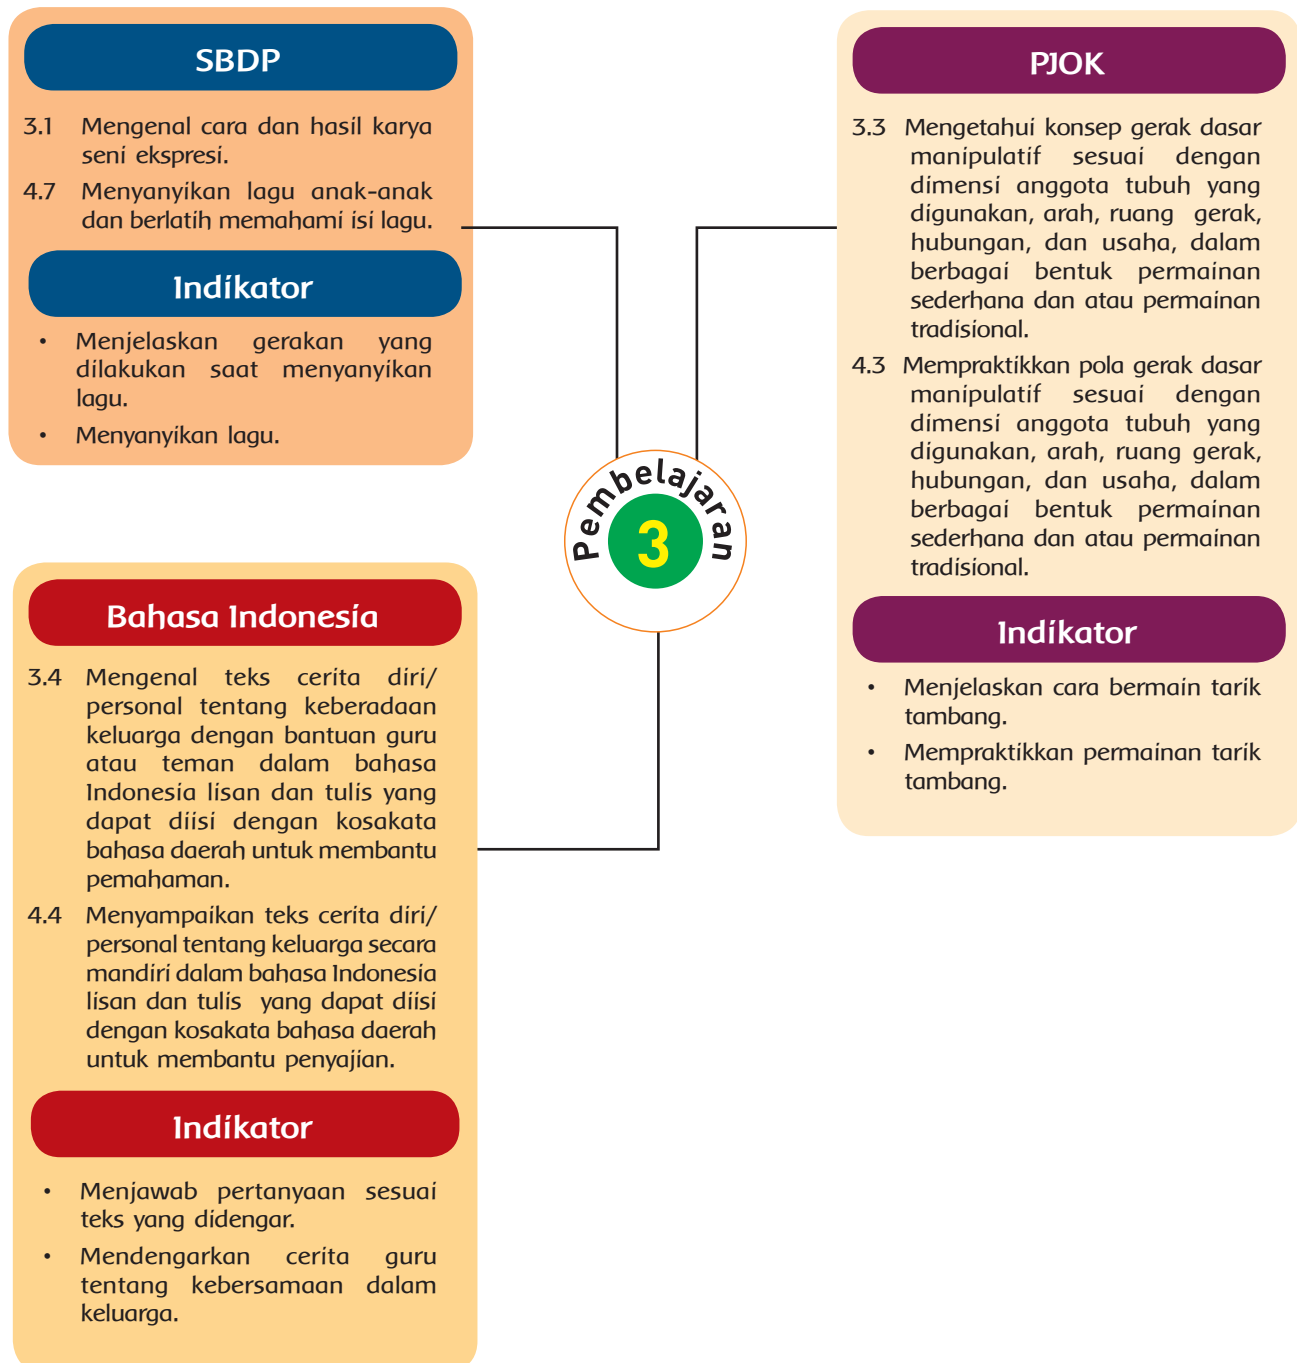 SBDP
3.1 Mengenal cara dan hasil karya
seni ekspresi.
4.7 Menyanyikan lagu anak-anak
dan berlatih memahami isi lagu.
Indikator
• Menjelaskan gerakan yang
dilakukan saat menyanyikan
lagu.
• Menyanyikan lagu.
PJOK
3.3 Mengetahui konsep gerak dasar
manipulatif sesuai dengan
dimensi anggota tubuh yang
digunakan, arah, ruang gerak,
hubungan, dan usaha, dalam
berbagai bentuk permainan
sederhana dan atau permainan
tradisional.
4.3 Mempraktikkan pola gerak dasar
manipulatif sesuai dengan
dimensi anggota tubuh yang
digunakan, arah, ruang gerak,
hubungan, dan usaha, dalam
berbagai bentuk permainan
sederhana dan atau permainan
tradisional.
Indikator
• Menjelaskan cara bermain tarik
tambang.
• Mempraktikkan permainan tarik
tambang.
Pembelajaran
3
Bahasa Indonesia
3.4 Mengenal teks cerita diri/
personal tentang keberadaan
keluarga dengan bantuan guru
atau teman dalam bahasa
Indonesia lisan dan tulis yang
dapat diisi dengan kosakata
bahasa daerah untuk membantu
pemahaman.
4.4 Menyampaikan teks cerita diri/
personal tentang keluarga secara
mandiri dalam bahasa Indonesia
lisan dan tulis yang dapat diisi
dengan kosakata bahasa daerah
untuk membantu penyajian.
Indikator
• Menjawab pertanyaan sesuai
teks yang didengar.
• Mendengarkan cerita guru
tentang kebersamaan dalam
keluarga.